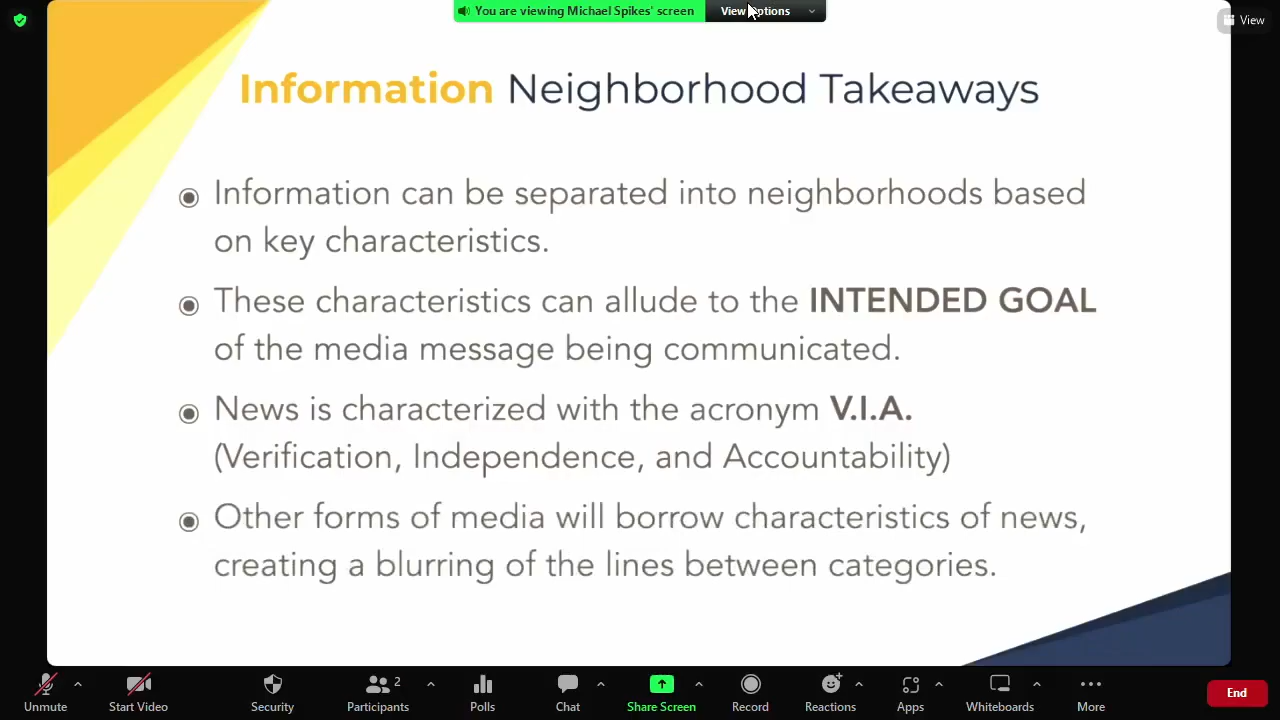 You are viewing Michael Spikes' screen
View Options
View
Information Neighborhood Takeaways
Information can be separated into neighborhoods based
on key characteristics.
These characteristics can allude to the INTENDED GOAL
of the media message being communicated.
News is characterized with the acronym V.I.A.
(Verification, Independence, and Accountability)
Other forms of media will borrow characteristics of news,
creating a blurring of the lines between categories.
Unmute
Start Video
Security
2
Participants
Polls
Chat
Share Screen
Record
Reactions
Apps
Whiteboards
More
End